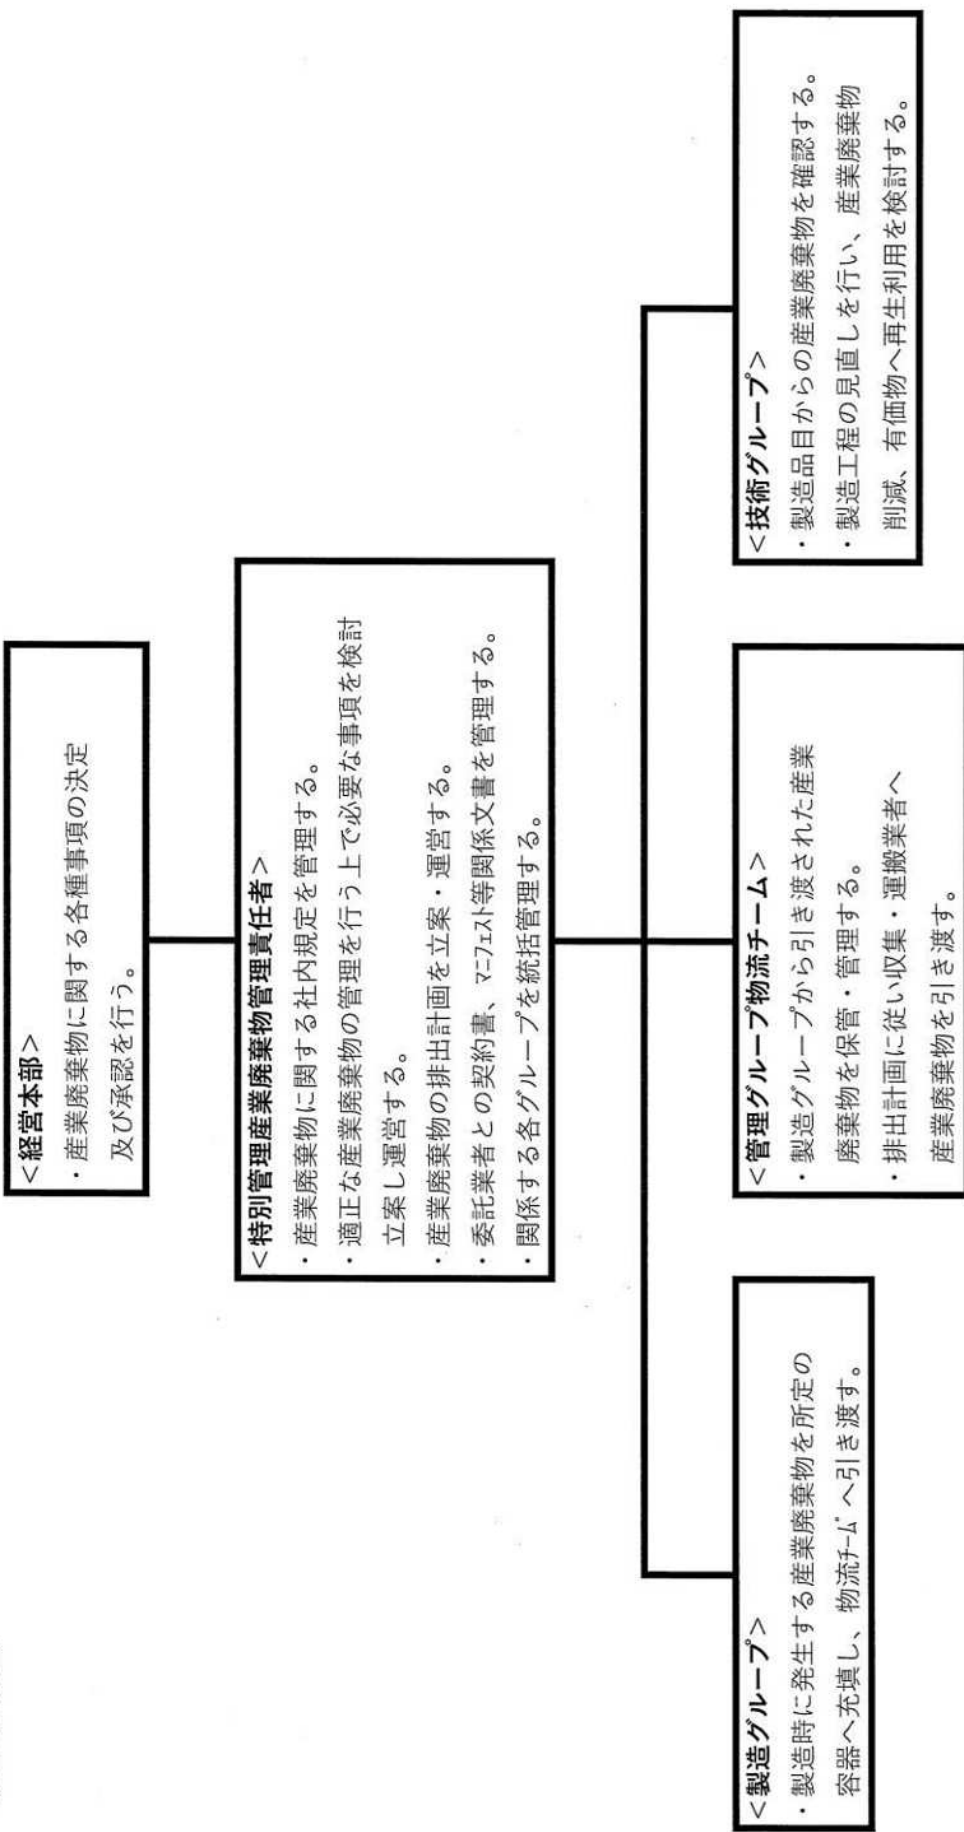 ＜経営本部＞
・産業廃棄物に関する各種事項の決定
及び承認を行う。
＜特別管理産業廃棄物管理責任者＞
・産業廃棄物に関する社内規定を管理する。
・適正な産業廃棄物の管理を行う上で必要な事項を検討
立案し運営する。
・産業廃棄物の排出計画を立案・運営する。
・委託業者との契約書、ﾏﾆﾌｪｽﾄ等関係文書を管理する。
・関係する各グループを統括管理する。
＜製造グループ＞
・製造時に発生する産業廃棄物を所定の
容器へ充填し、物流ﾁｰﾑへ引き渡す。
＜管理グループ物流チーム＞
・製造グループから引き渡された産業
廃棄物を保管・管理する。
・排出計画に従い収集・運搬業者へ
産業廃棄物を引き渡す。
＜技術グループ＞
・製造品目からの産業廃棄物を確認する。
・製造工程の見直しを行い、産業廃棄物
削減、有価物へ再生利用を検討する。